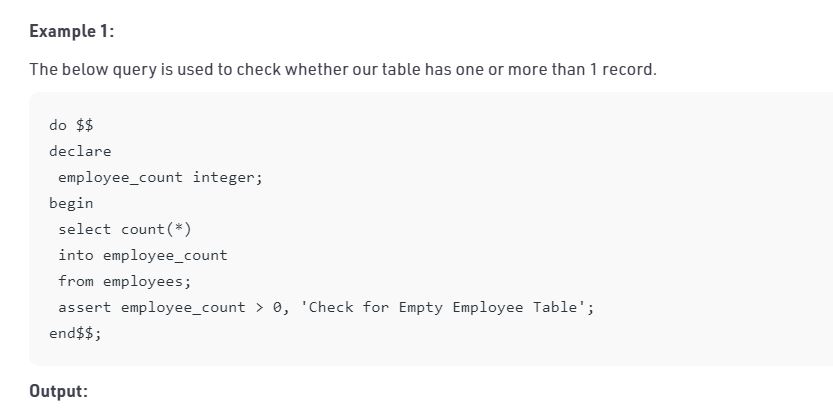 Example 1:
The below query is used to check whether our table has one or more than 1 record.
do $$
declare
 employee_count integer;
begin
 select count(*)
 into employee_count
 from employees;
 assert employee_count > 0, 'Check for Empty Employee Table';
end$$;
Output: